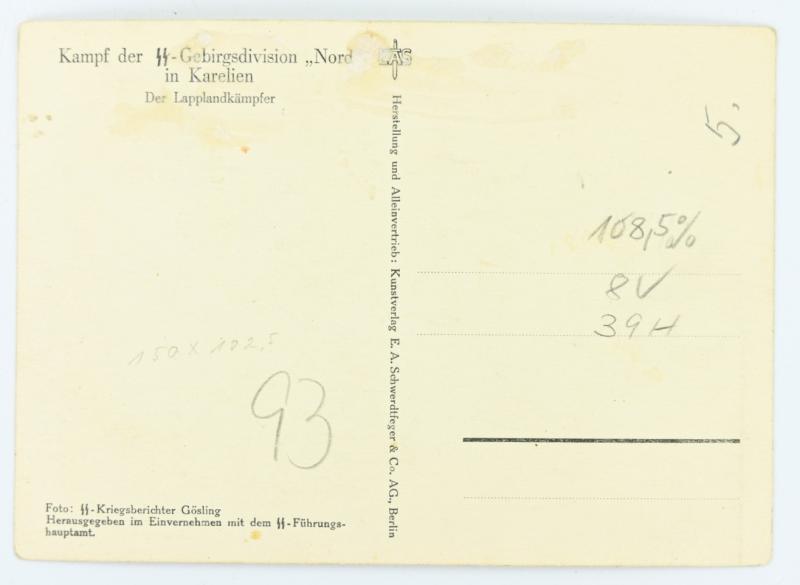 Kampf der ᛋᛋ-Gebirgsdivision „Nord
in Karelien
Der Lapplandkämpfer
EAS
Herstellung und Alleinvertrieb: Kunstverlag E. A. Schwerdtfeger & Co. AG., Berlin
5.
108,5%
8V
39H
150 x 102,5
93
Foto: ᛋᛋ-Kriegsberichter Gösling
Herausgegeben im Einvernehmen mit dem ᛋᛋ-Führungs-
hauptamt.